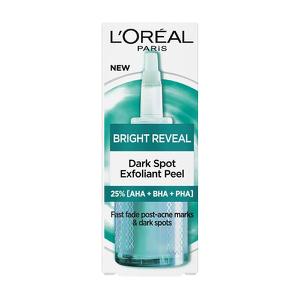 L'ORÉAL
PARIS
NEW
BRIGHT REVEAL
Dark Spot
Exfoliant Peel
25% [AHA + BHA + PHA]
Fast fade post-acne marks
& dark spots